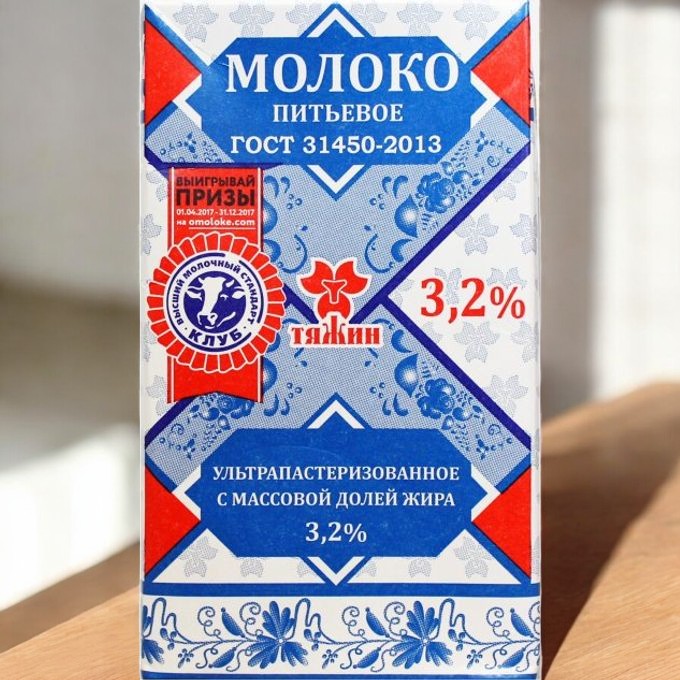 МОЛОКО
ПИТЬЕВОЕ
ГОСТ 31450-2013
ВЫИГРЫВАЙ
ПРИЗЫ
01.04.2017-31.12.2017
на omoloke.com
ВЫСШИЙ МОЛОЧНЫЙ СТАНДАРТ
КЛУБ
тяЖин
3,2%
УЛЬТРАПАСТЕРИЗОВАННОЕ
С МАССОВОЙ ДОЛЕЙ ЖИРА
3,2%